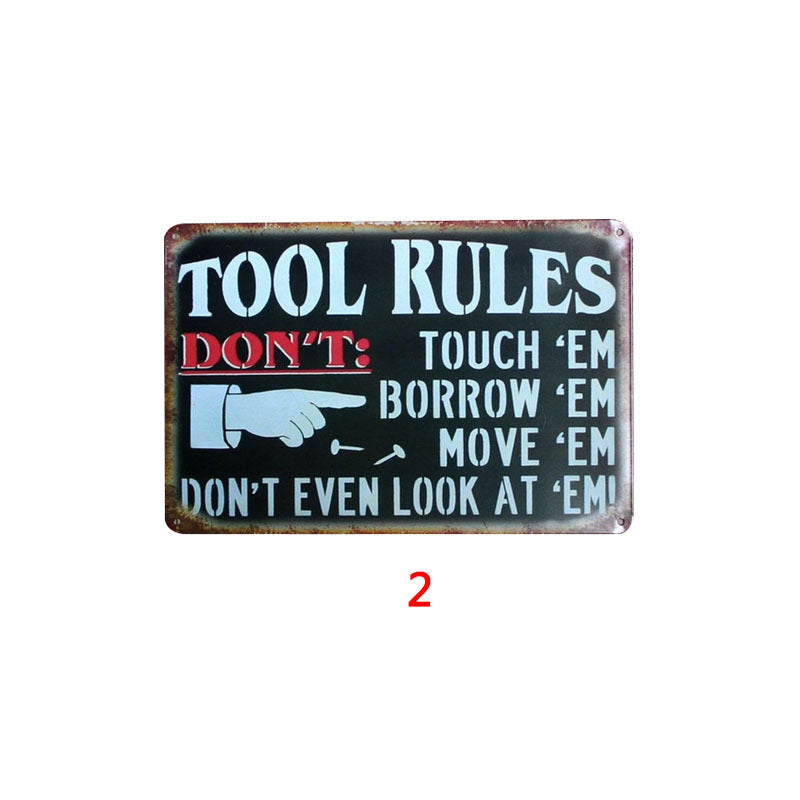 TOOL RULES
DON'T: TOUCH 'EM
BORROW 'EM
MOVE 'EM
DON'T EVEN LOOK AT 'EM!
2